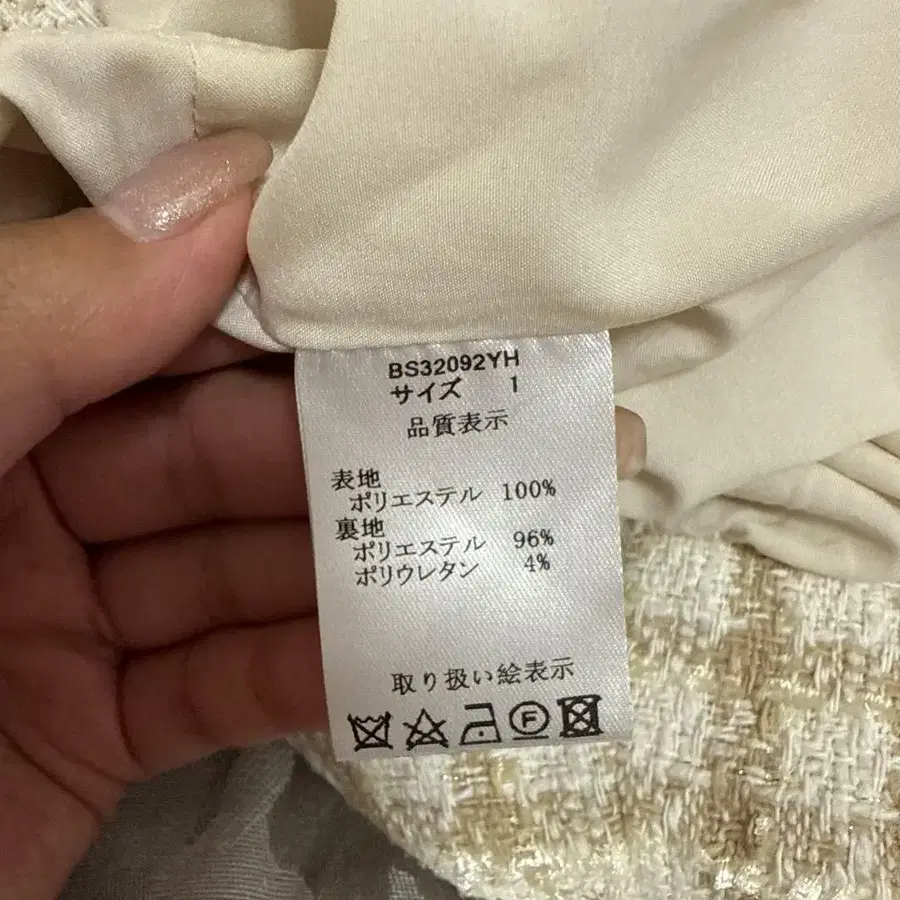 BS32092YH
サイズ 1
品質表示
表地
ポリエステル 100%
裏地
ポリエステル 96%
ポリウレタン 4%
取り扱い絵表示
F